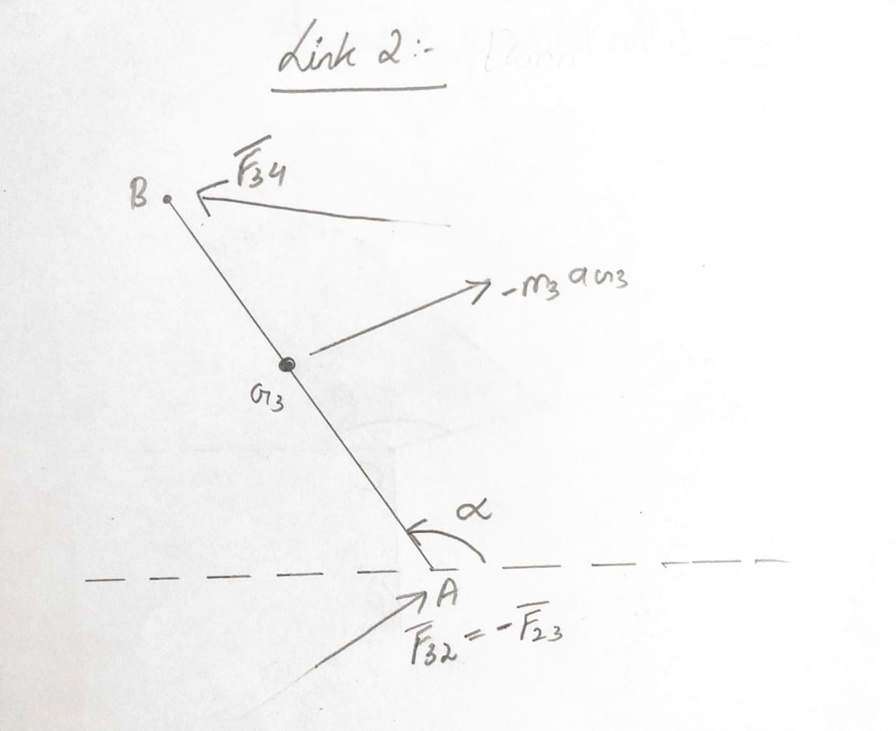 Link 2:-
B
F̅34
-m3 aG3
G3
α
A
F̅32 = -F̅23